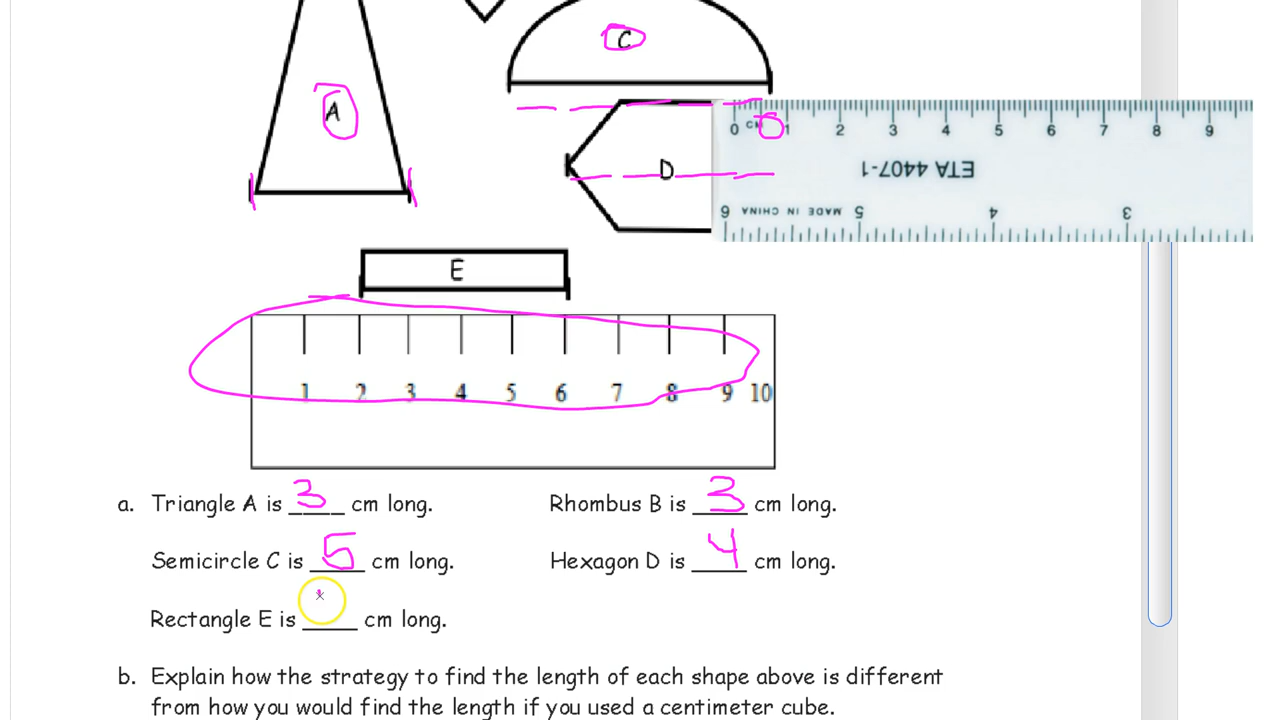 C
A
0 CM 1 2 3 4 5 6 7 8 9
D
ETA 4407-1
6 MADE IN CHINA 5 4 3
E
1 2 3 4 5 6 7 8 9 10
a. Triangle A is 3 cm long. Rhombus B is 3 cm long.
Semicircle C is 5 cm long. Hexagon D is 4 cm long.
Rectangle E is ____ cm long.
b. Explain how the strategy to find the length of each shape above is different
from how you would find the length if you used a centimeter cube.